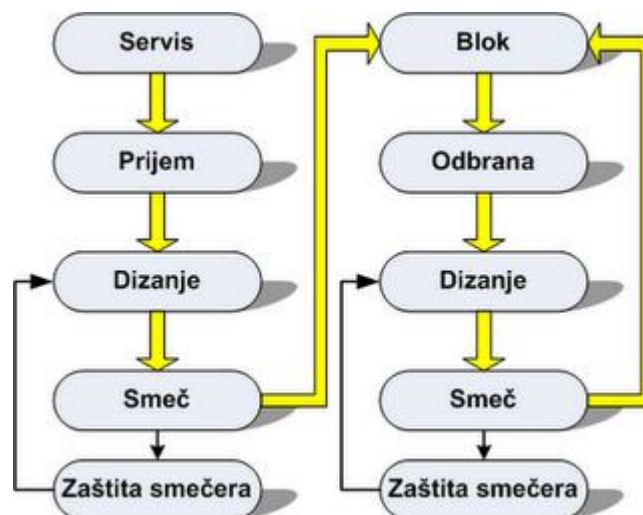 Servis
Prijem
Dizanje
Smeč
Zaštita smečera
Blok
Odbrana
Dizanje
Smeč
Zaštita smečera